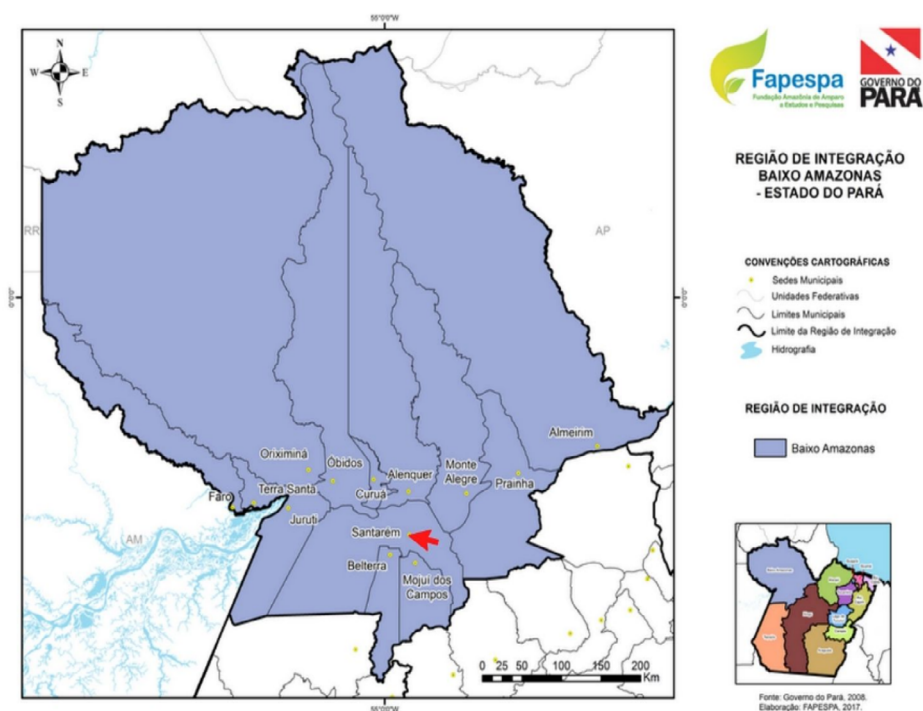 55°0'0"W
N
W
E
S
RR
AP
0°0'0"
0°0'0"
Almeirim
Oriximiná
Óbidos
Alenquer
Monte
Alegre
Prainha
Curuá
Faro
Terra Santa
Juruti
AM
Santarém
Belterra
Mojuí dos
Campos
0 25 50 100 150 200
Km
55°0'0"W
Fapespa
Fundação Amazônia de Amparo
a Estudos e Pesquisas
GOVERNO DO
PARÁ
REGIÃO DE INTEGRAÇÃO
BAIXO AMAZONAS
- ESTADO DO PARÁ
CONVENÇÕES CARTOGRÁFICAS
Sedes Municipais
Unidades Federativas
Limites Municipais
Limite da Região de Integração
Hidrografia
REGIÃO DE INTEGRAÇÃO
Baixo Amazonas
Fonte: Governo do Pará, 2008.
Elaboração: FAPESPA, 2017.